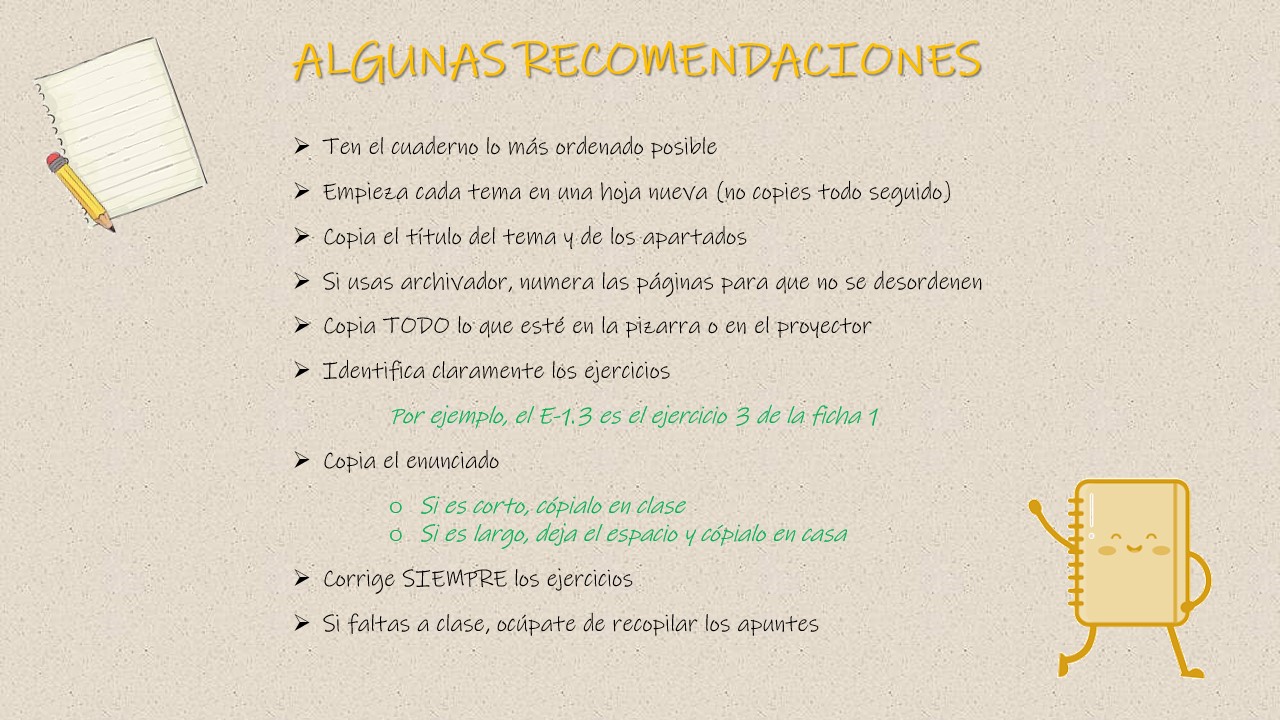 ALGUNAS RECOMENDACIONES
➢ Ten el cuaderno lo más ordenado posible
➢ Empieza cada tema en una hoja nueva (no copies todo seguido)
➢ Copia el título del tema y de los apartados
➢ Si usas archivador, numera las páginas para que no se desordenen
➢ Copia TODO lo que esté en la pizarra o en el proyector
➢ Identifica claramente los ejercicios
Por ejemplo, el E-1.3 es el ejercicio 3 de la ficha 1
➢ Copia el enunciado
o Si es corto, cópialo en clase
o Si es largo, deja el espacio y cópialo en casa
➢ Corrige SIEMPRE los ejercicios
➢ Si faltas a clase, ocúpate de recopilar los apuntes